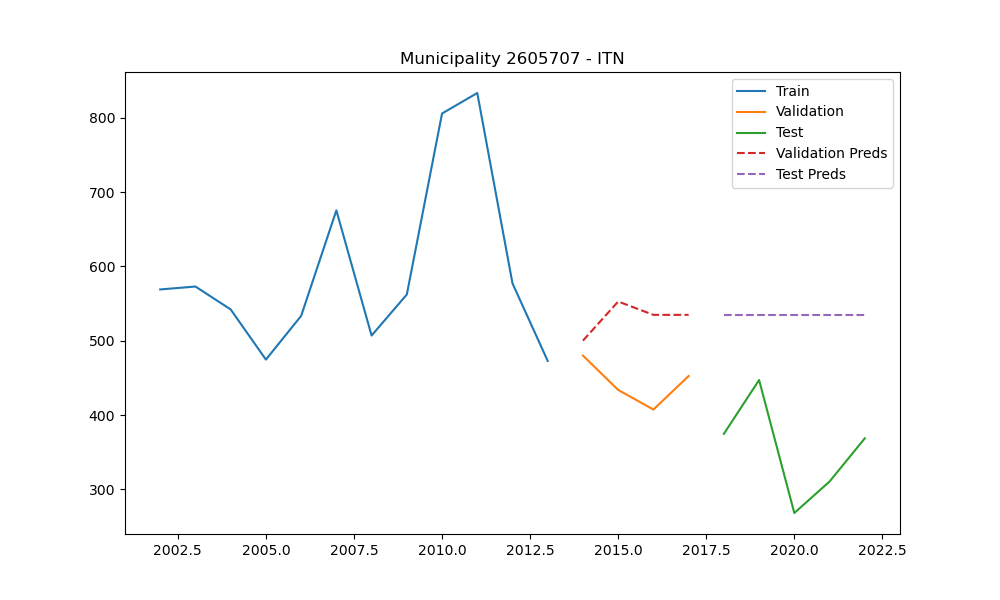 Municipality 2605707 - ITN
Train
Validation
Test
Validation Preds
Test Preds
800
700
600
500
400
300
2002.5 2005.0 2007.5 2010.0 2012.5 2015.0 2017.5 2020.0 2022.5